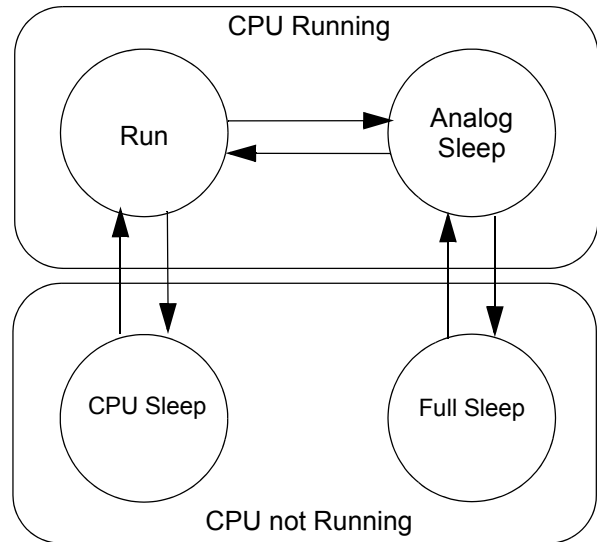 CPU Running
Run
Analog
Sleep
CPU Sleep
Full Sleep
CPU not Running